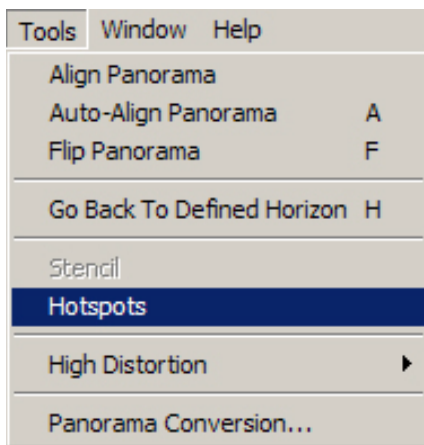 Tools Window Help
Align Panorama
Auto-Align Panorama A
Flip Panorama F
Go Back To Defined Horizon H
Stencil
Hotspots
High Distortion
Panorama Conversion...